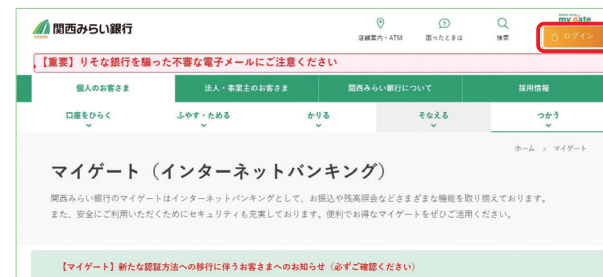 関西みらい銀行
店舗案内・ATM
困ったときは
検索
my gate
ログイン
【重要】りそな銀行を騙った不審な電子メールにご注意ください
個人のお客さま
法人・事業主のお客さま
関西みらい銀行について
採用情報
口座をひらく
ふやす・ためる
かりる
そなえる
つかう
ホーム > マイゲート
マイゲート（インターネットバンキング）
関西みらい銀行のマイゲートはインターネットバンキングとして、お振込や残高照会などさまざまな機能を取り揃えております。
また、安全にご利用いただくためにセキュリティも充実しております。便利でお得なマイゲートをぜひご活用ください。
【マイゲート】新たな認証方法への移行に伴うお客さまへのお知らせ（必ずご確認ください）